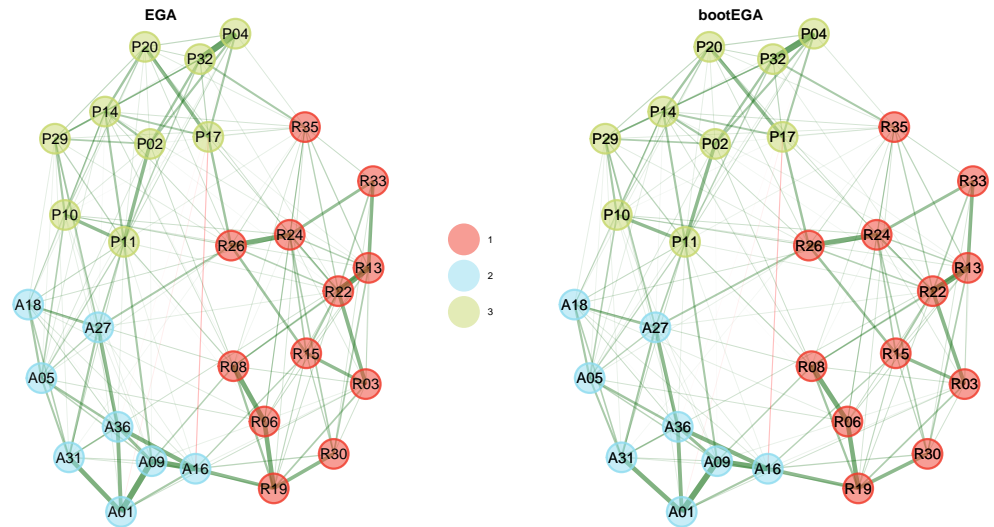 EGA
P04
P20
P32
P14
R35
P29
P17
P02
R33
P10
R24
P11
R26
R13
R22
A18
A27
R15
R08
A05
R03
R06
A36
R30
A31
A09
A16
R19
A01
1
2
3
bootEGA
P04
P20
P32
P14
R35
P17
P29
P02
R33
P10
R24
P11
R26
R13
R22
A18
A27
R15
R08
A05
R03
R06
A36
R30
A31
A09
A16
R19
A01